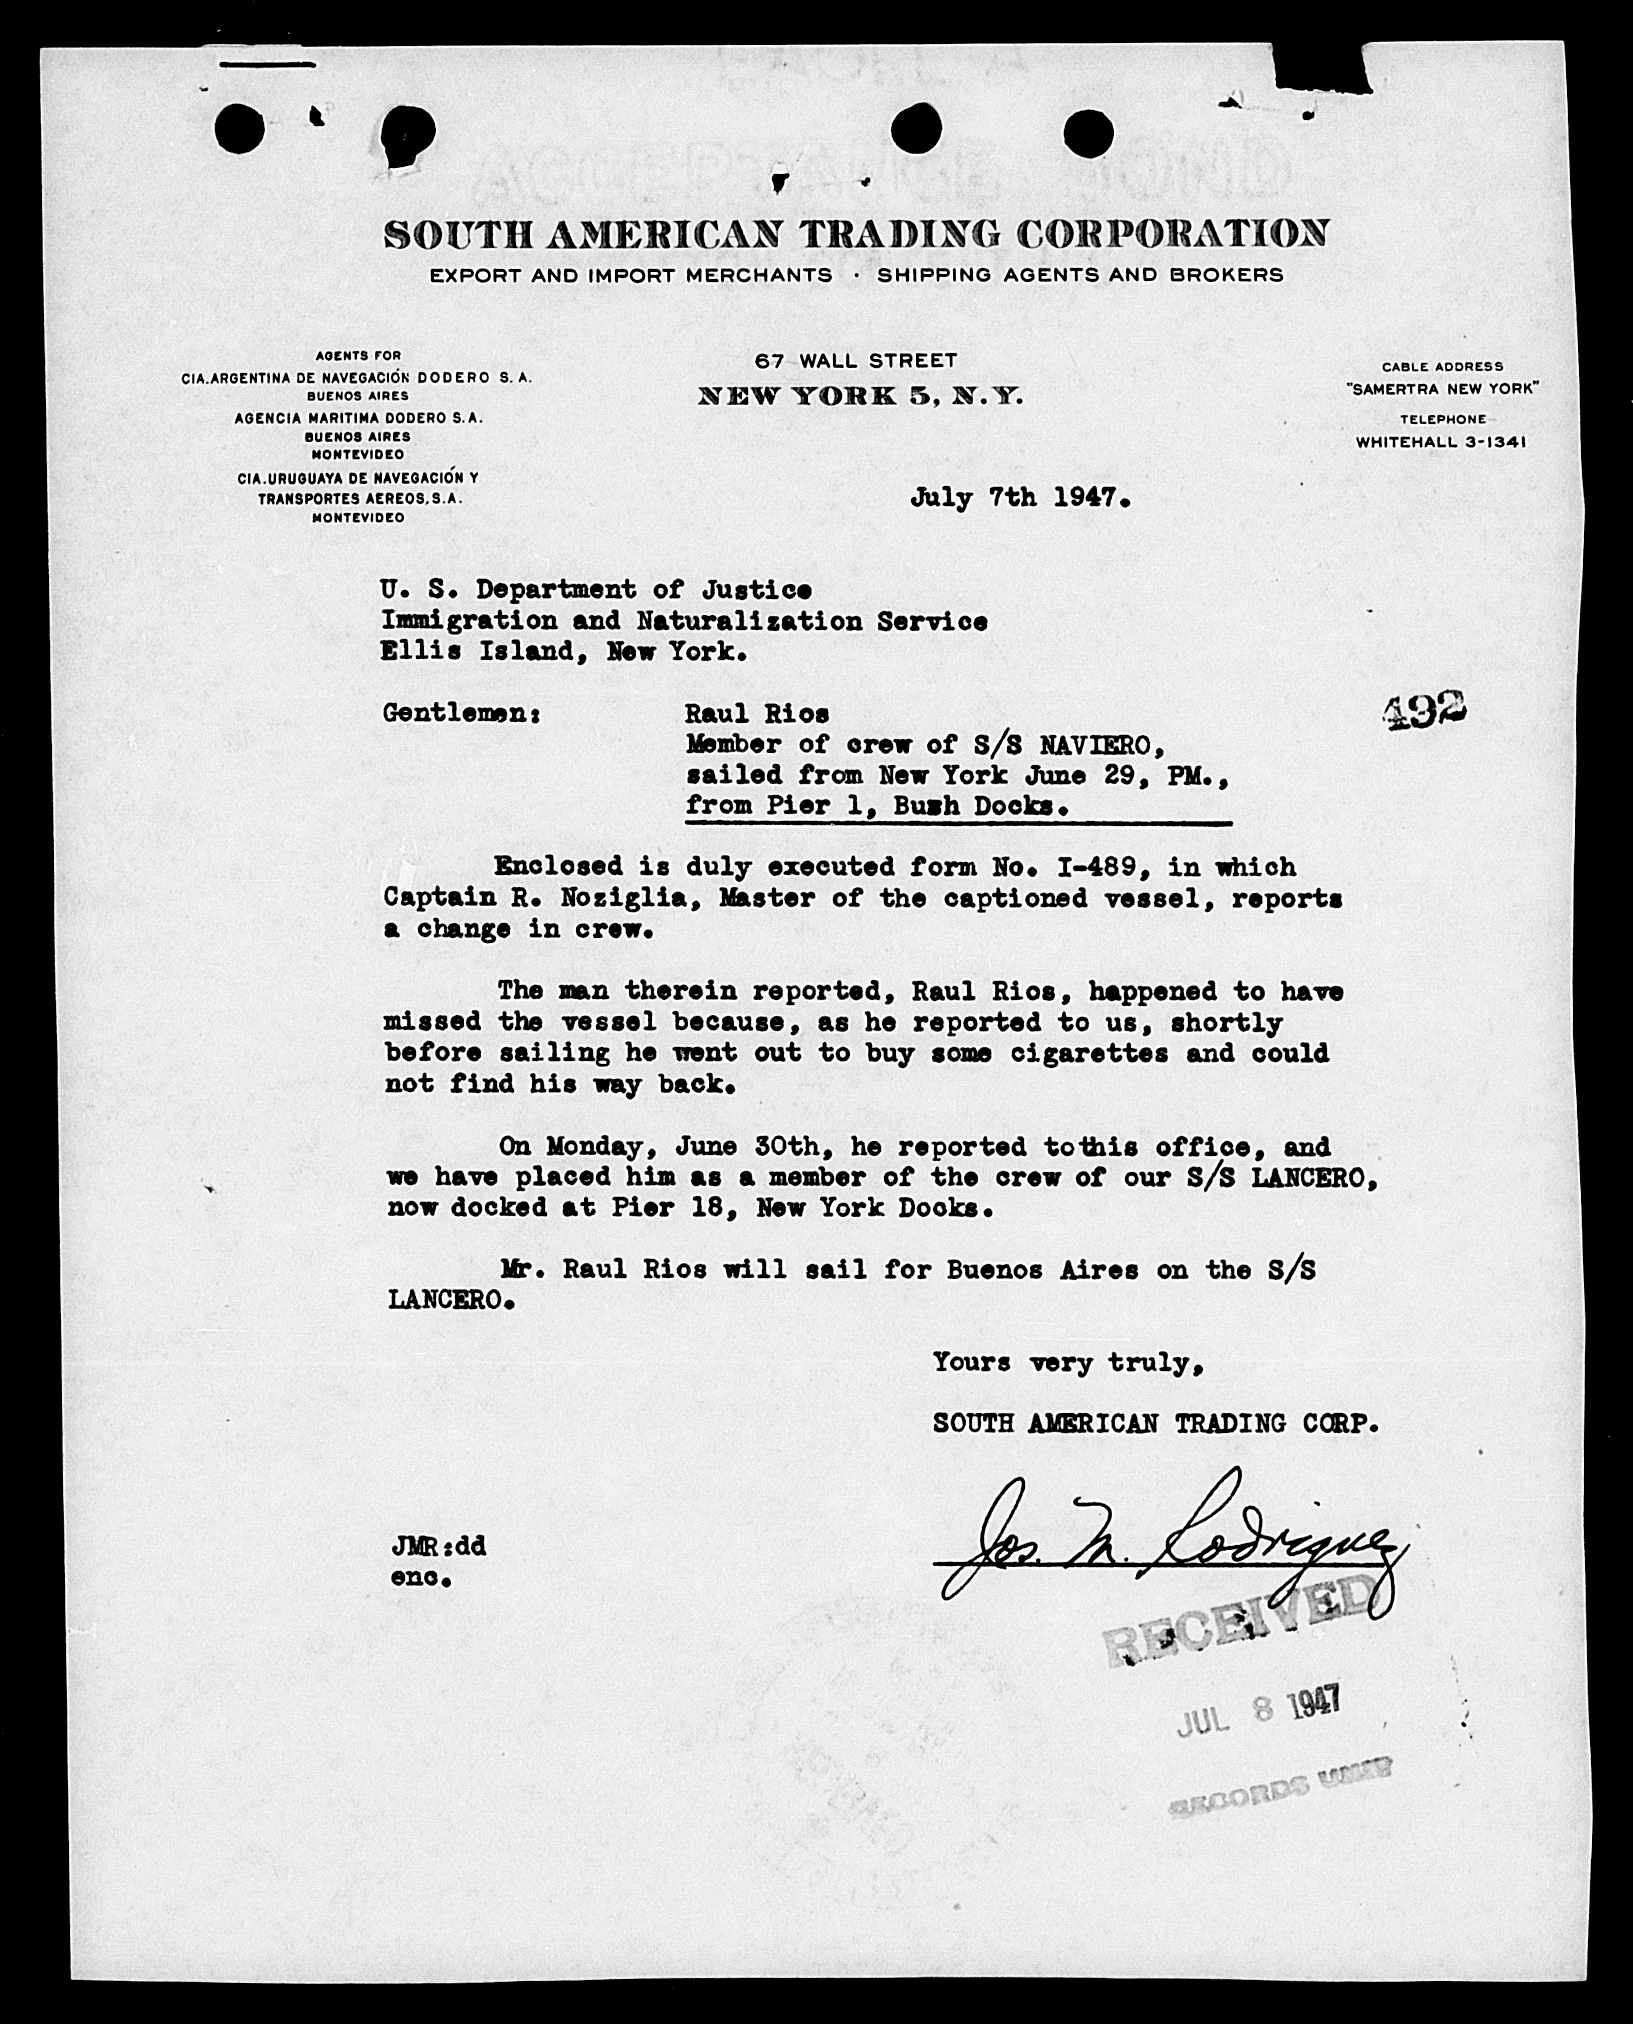 SOUTH AMERICAN TRADING CORPORATION
EXPORT AND IMPORT MERCHANTS · SHIPPING AGENTS AND BROKERS
AGENTS FOR
CIA.ARGENTINA DE NAVEGACIÓN DODERO S.A.
BUENOS AIRES
AGENCIA MARITIMA DODERO S.A.
BUENOS AIRES
MONTEVIDEO
CIA.URUGUAYA DE NAVEGACIÓN Y
TRANSPORTES AEREOS,S.A.
MONTEVIDEO
67 WALL STREET
NEW YORK 5, N.Y.
CABLE ADDRESS
"SAMERTRA NEW YORK"
TELEPHONE
WHITEHALL 3-1341
July 7th 1947.
U. S. Department of Justice
Immigration and Naturalization Service
Ellis Island, New York.
Gentlemen:
Raul Rios
Member of crew of S/S NAVIERO,
sailed from New York June 29, PM.,
from Pier 1, Bush Docks.
492
Enclosed is duly executed form No. I-489, in which
Captain R. Noziglia, Master of the captioned vessel, reports
a change in crew.
The man therein reported, Raul Rios, happened to have
missed the vessel because, as he reported to us, shortly
before sailing he went out to buy some cigarettes and could
not find his way back.
On Monday, June 30th, he reported tothis office, and
we have placed him as a member of the crew of our S/S LANCERO,
now docked at Pier 18, New York Docks.
Mr. Raul Rios will sail for Buenos Aires on the S/S
LANCERO.
Yours very truly,
SOUTH AMERICAN TRADING CORP.
Jos. M. Rodriguez
JMR:dd
enc.
RECEIVED
JUL 8 1947
RECORDS UNIT